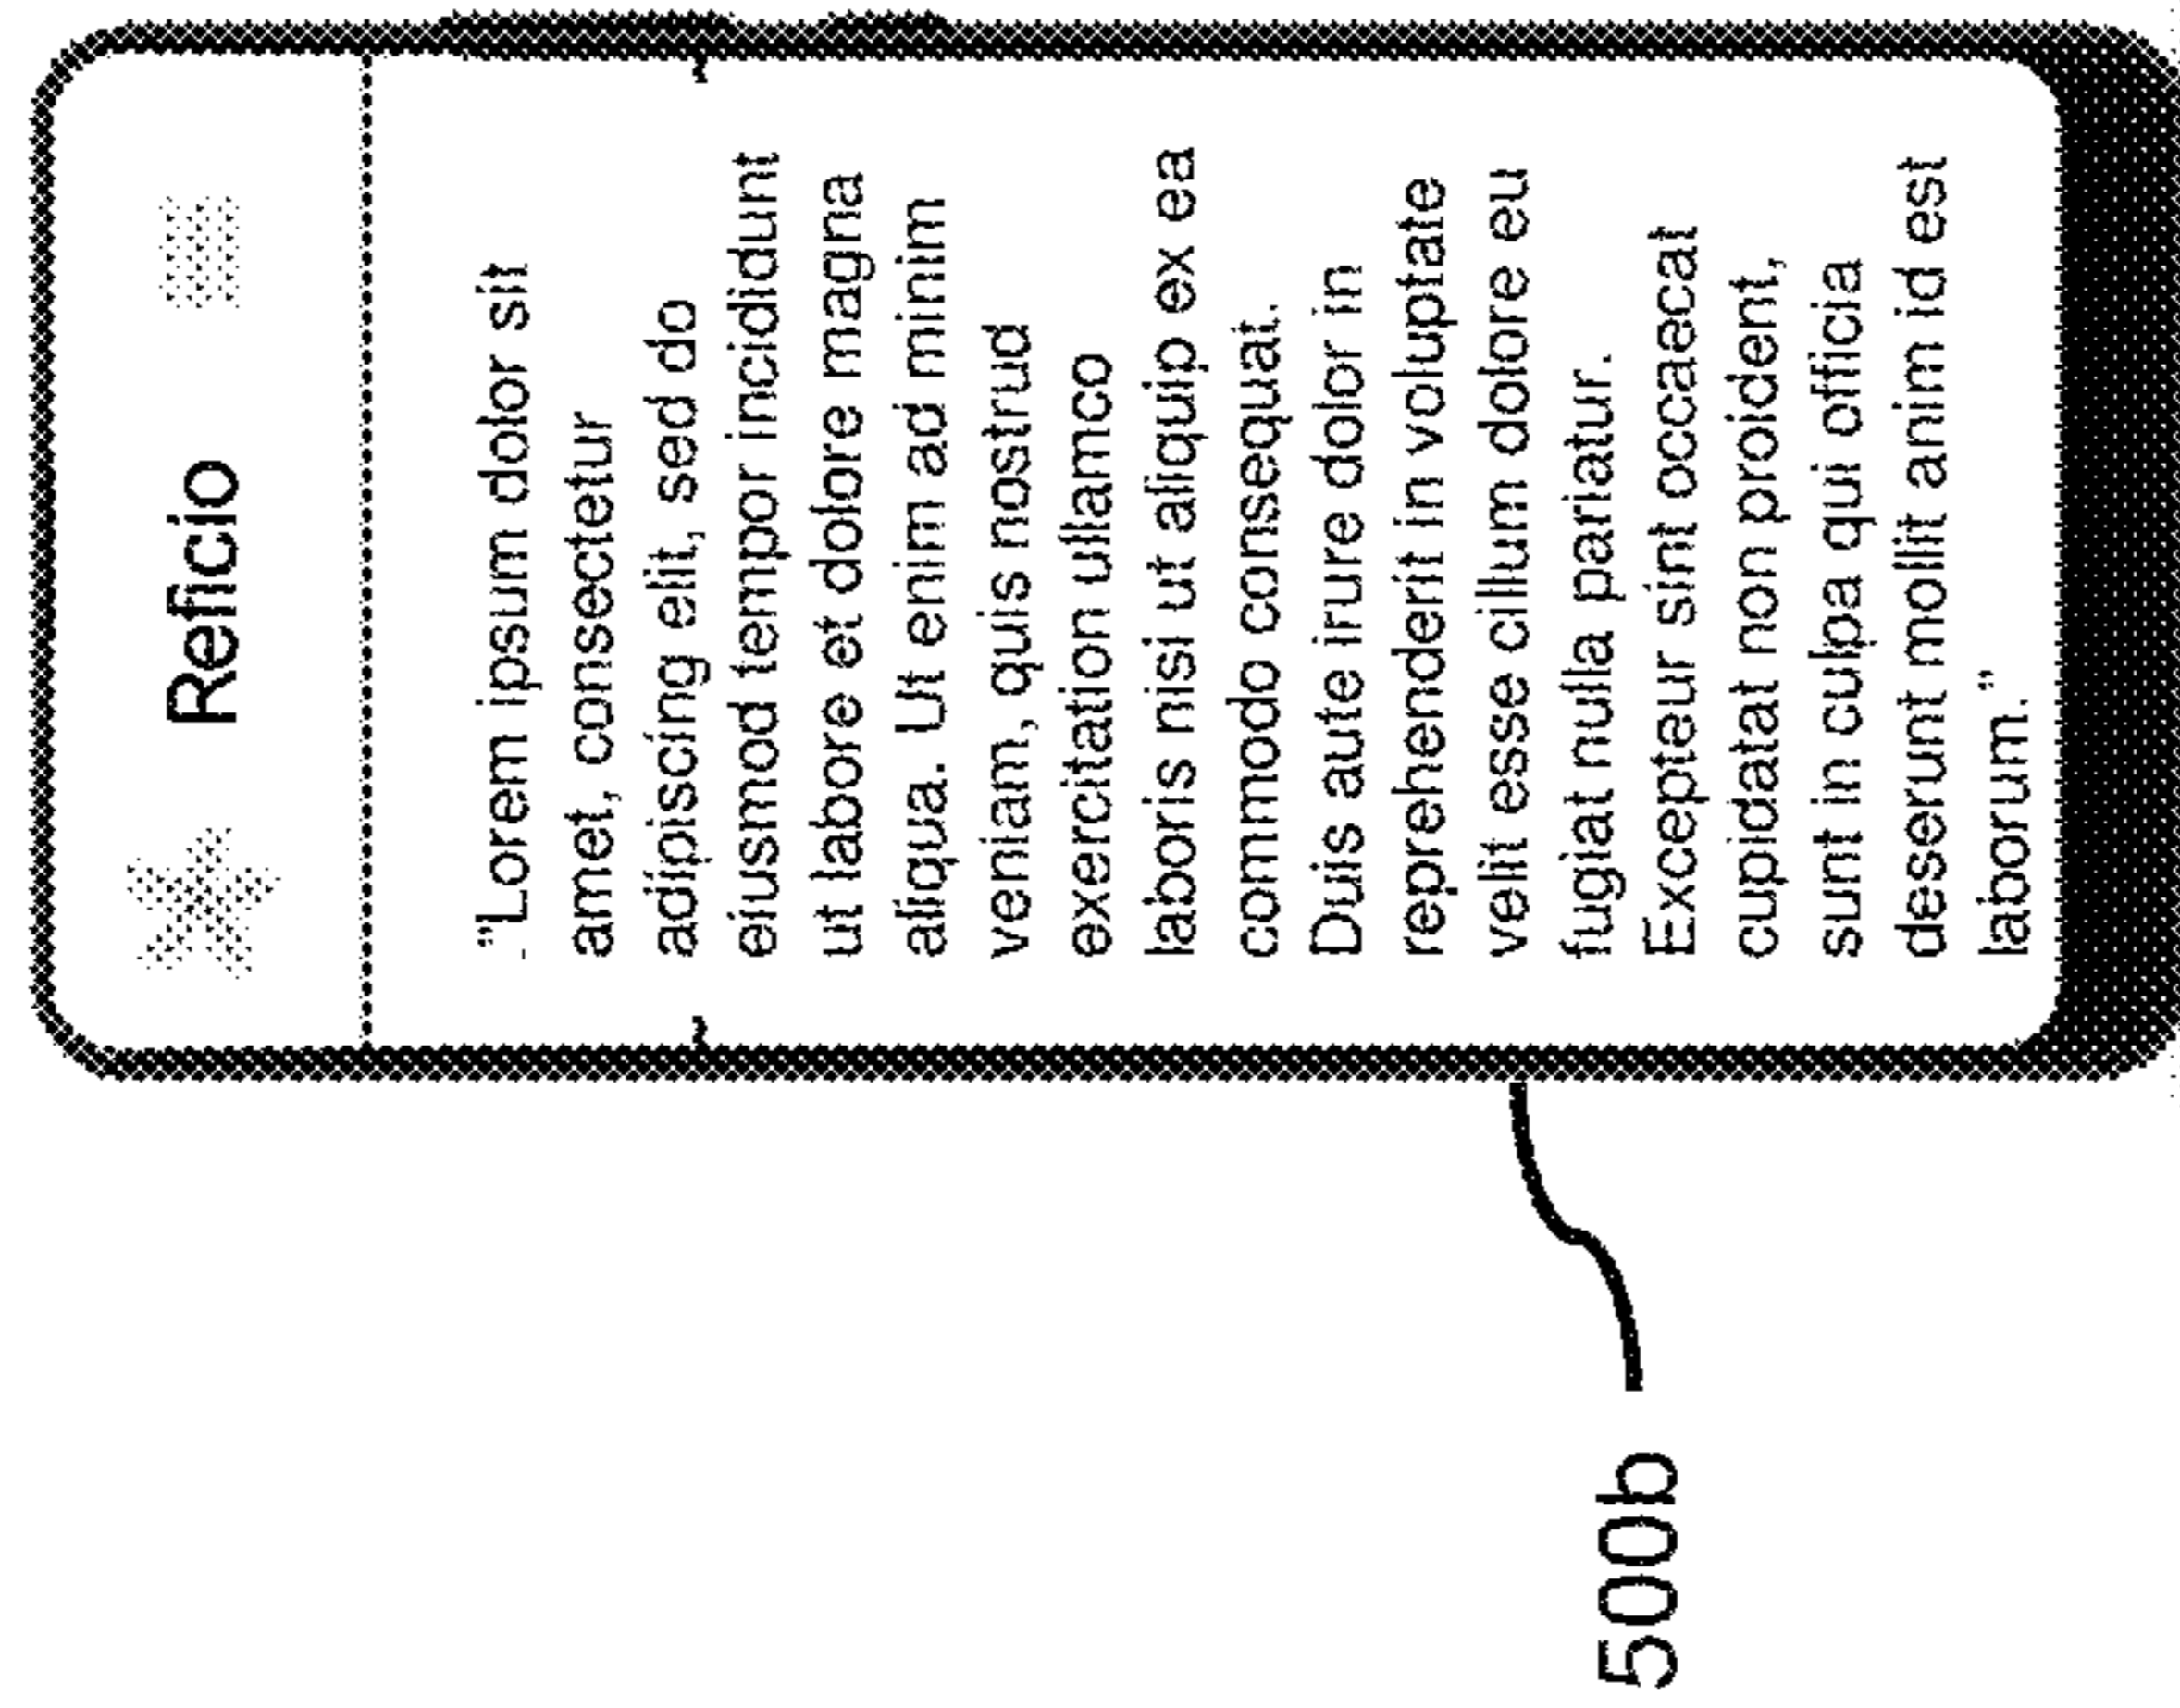 Reficio
"Lorem ipsum dolor sit
amet, consectetur
adipiscing elit, sed do
eiusmod tempor incididunt
ut labore et dolore magna
aliqua. Ut enim ad minim
veniam, quis nostrud
exercitation ullamco
laboris nisi ut aliquip ex ea
commodo consequat.
Duis aute irure dolor in
reprehenderit in voluptate
velit esse cillum dolore eu
fugiat nulla pariatur.
Excepteur sint occaecat
cupidatat non proident,
sunt in culpa qui officia
deserunt mollit anim id est
laborum."
500b